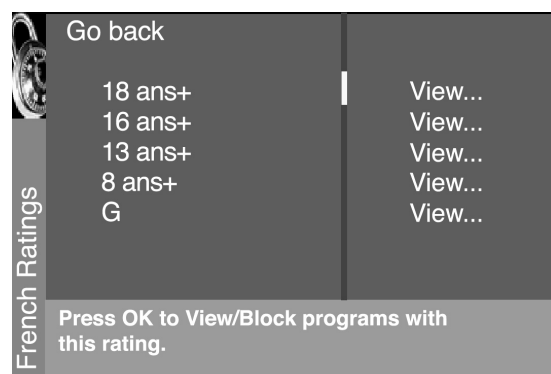 Go back
18 ans+ View...
16 ans+ View...
13 ans+ View...
8 ans+ View...
G View...
French Ratings
Press OK to View/Block programs with
this rating.